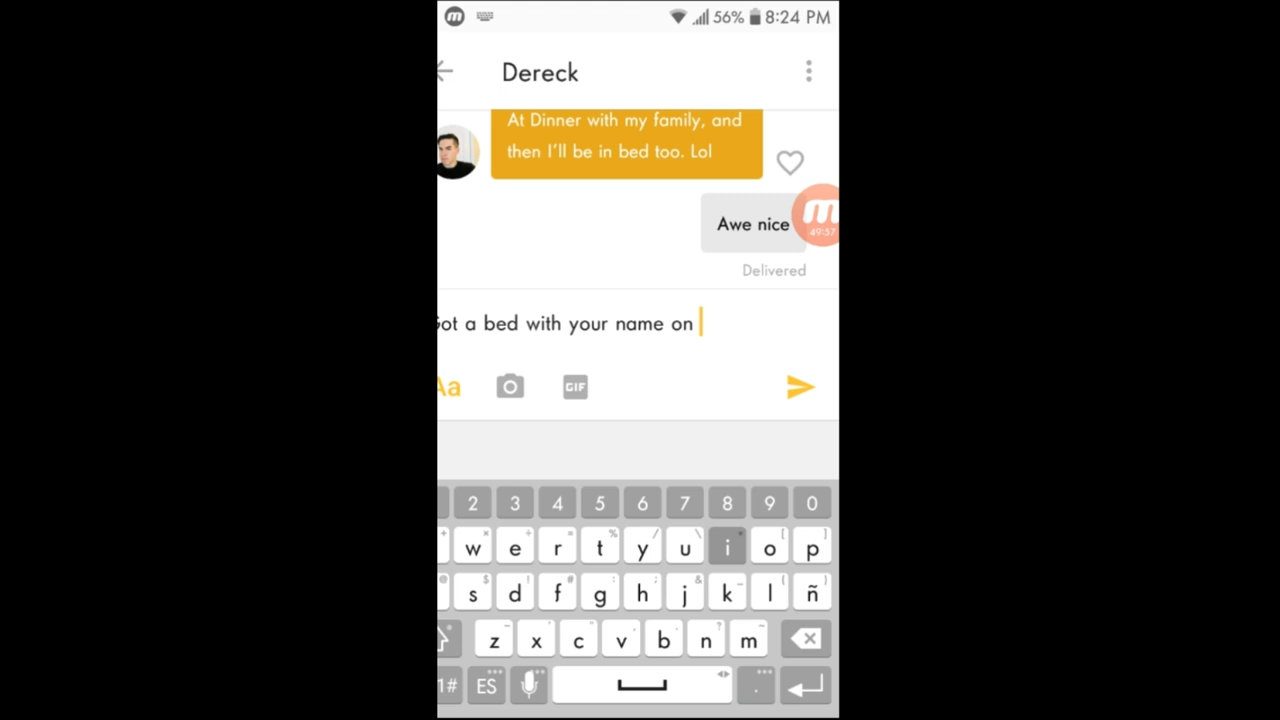 56% 8:24 PM
Dereck
At Dinner with my family, and
then I'll be in bed too. Lol
Awe nice
49:57
Delivered
ot a bed with your name on
Aa
GIF
2 3 4 5 6 7 8 9 0
w e r t y u i o p
s d f g h j k l ñ
z x c v b n m
1# ES .